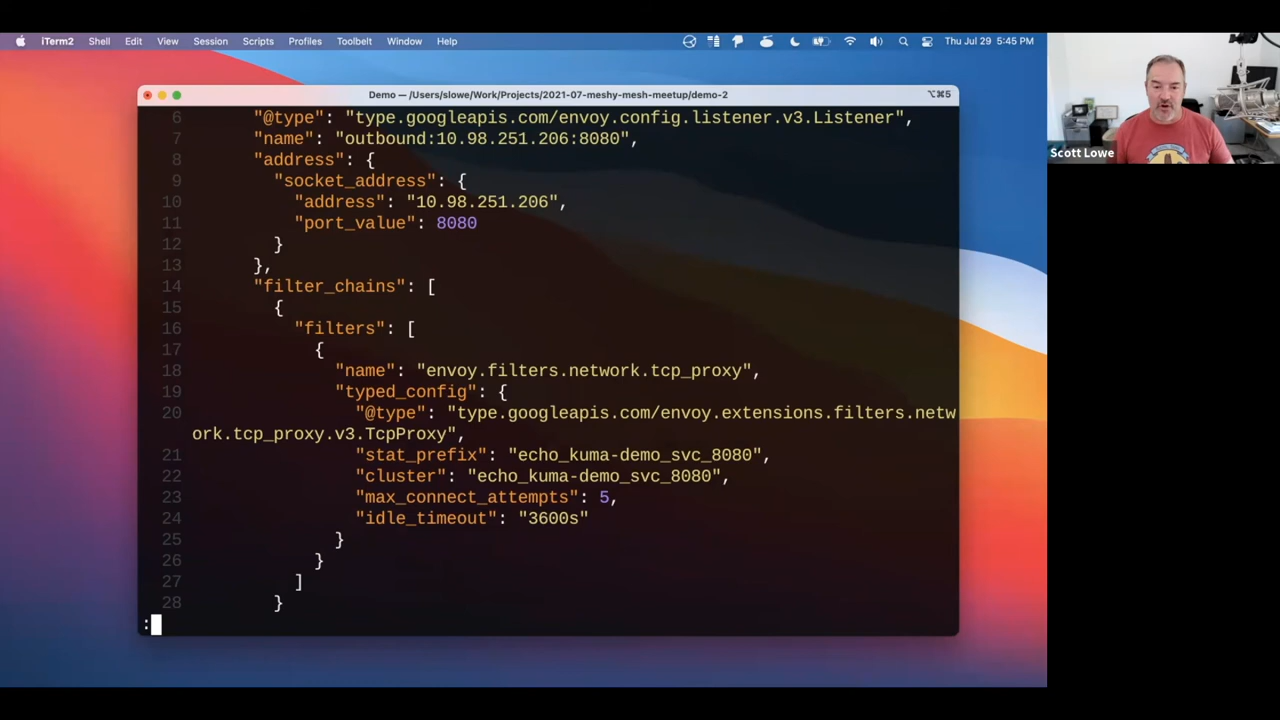 iTerm2 Shell Edit View Session Scripts Profiles Toolbelt Window Help Thu Jul 29 5:45 PM
Demo — /Users/slowe/Work/Projects/2021-07-meshy-mesh-meetup/demo-2 ⌥⌘5
Scott Lowe
6 "@type": "type.googleapis.com/envoy.config.listener.v3.Listener",
7 "name": "outbound:10.98.251.206:8080",
8 "address": {
9 "socket_address": {
10 "address": "10.98.251.206",
11 "port_value": 8080
12 }
13 },
14 "filter_chains": [
15 {
16 "filters": [
17 {
18 "name": "envoy.filters.network.tcp_proxy",
19 "typed_config": {
20 "@type": "type.googleapis.com/envoy.extensions.filters.netw
ork.tcp_proxy.v3.TcpProxy",
21 "stat_prefix": "echo_kuma-demo_svc_8080",
22 "cluster": "echo_kuma-demo_svc_8080",
23 "max_connect_attempts": 5,
24 "idle_timeout": "3600s"
25 }
26 }
27 ]
28 }
: